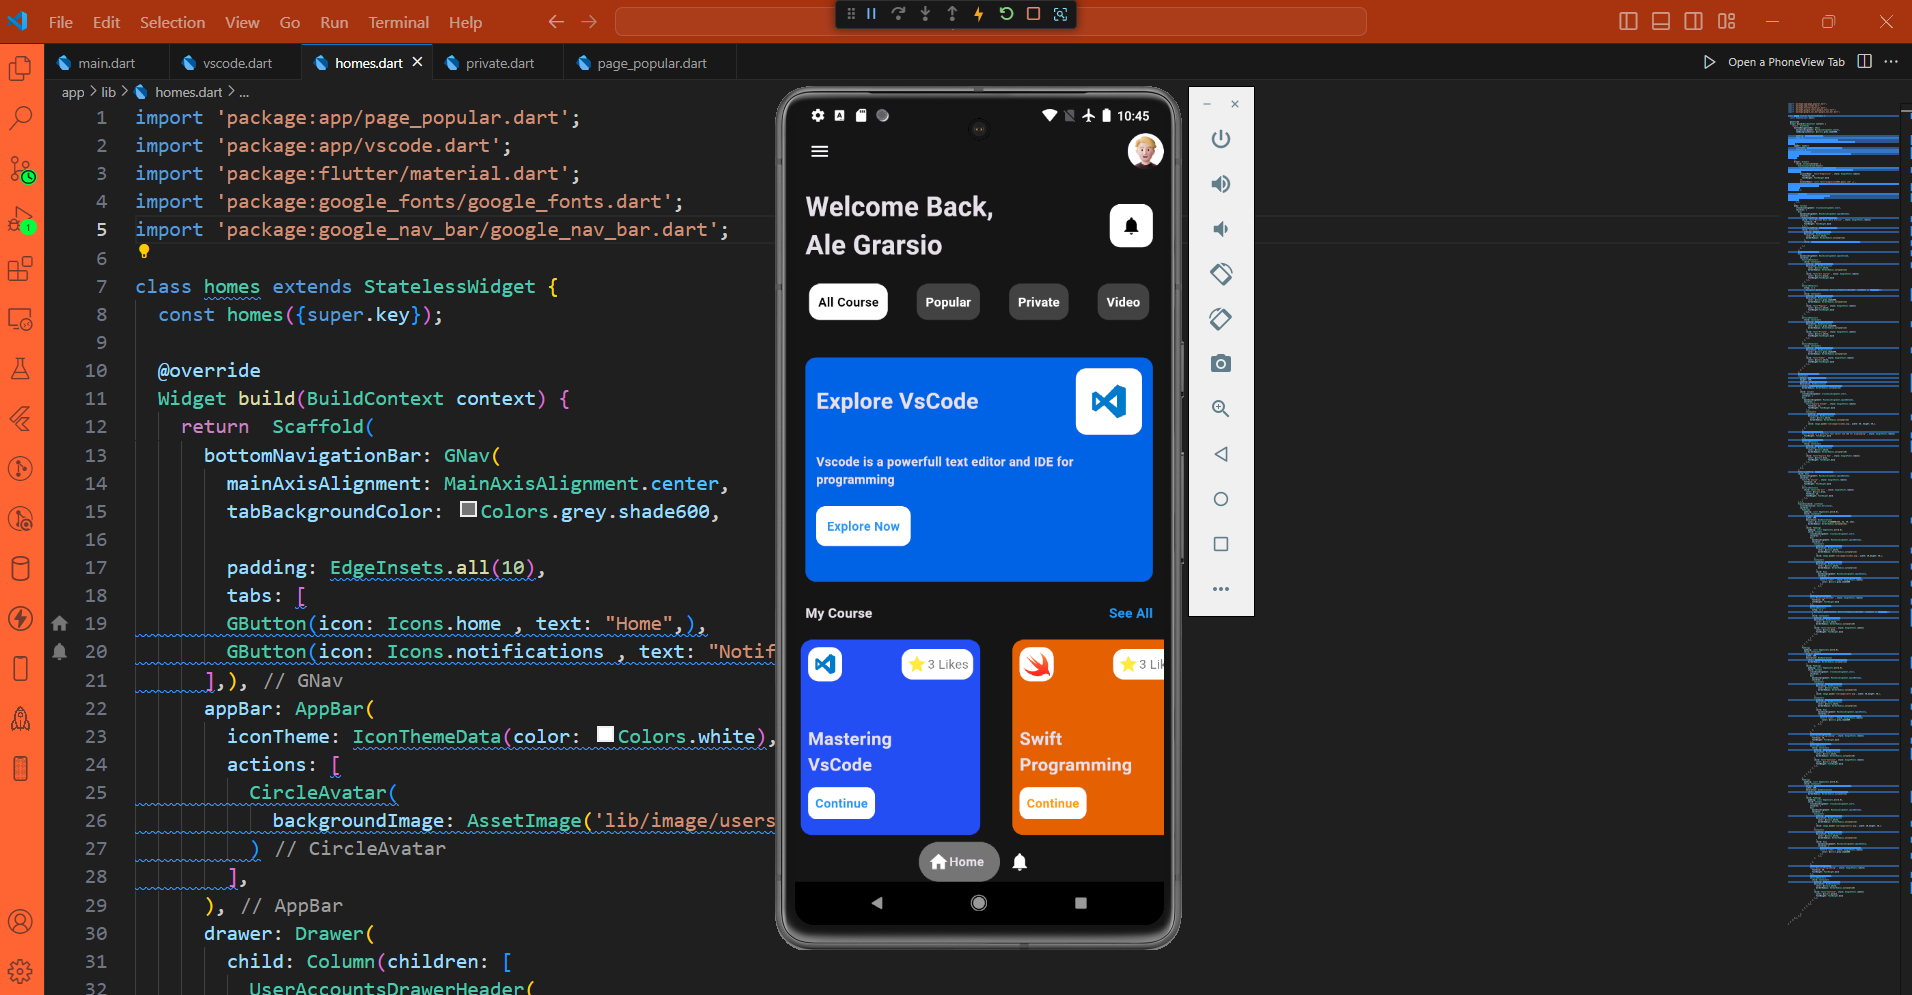 File Edit Selection View Go Run Terminal Help
main.dart vscode.dart homes.dart private.dart page_popular.dart Open a PhoneView Tab
app > lib > homes.dart > ...
1 import 'package:app/page_popular.dart';
2 import 'package:app/vscode.dart';
3 import 'package:flutter/material.dart';
4 import 'package:google_fonts/google_fonts.dart';
5 import 'package:google_nav_bar/google_nav_bar.dart';
6
7 class homes extends StatelessWidget {
8 const homes({super.key});
9
10 @override
11 Widget build(BuildContext context) {
12 return Scaffold(
13 bottomNavigationBar: GNav(
14 mainAxisAlignment: MainAxisAlignment.center,
15 tabBackgroundColor: Colors.grey.shade600,
16
17 padding: EdgeInsets.all(10),
18 tabs: [
19 GButton(icon: Icons.home , text: "Home",),
20 GButton(icon: Icons.notifications , text: "Notif
21 ],), // GNav
22 appBar: AppBar(
23 iconTheme: IconThemeData(color: Colors.white),
24 actions: [
25 CircleAvatar(
26 backgroundImage: AssetImage('lib/image/users
27 ) // CircleAvatar
28 ],
29 ), // AppBar
30 drawer: Drawer(
31 child: Column(children: [
32 UserAccountsDrawerHeader(
1
10:45
Welcome Back,
Ale Grarsio
All Course Popular Private Video
Explore VsCode
Vscode is a powerfull text editor and IDE for
programming
Explore Now
My Course See All
3 Likes 3 Lik
Mastering
VsCode
Swift
Programming
Continue Continue
Home